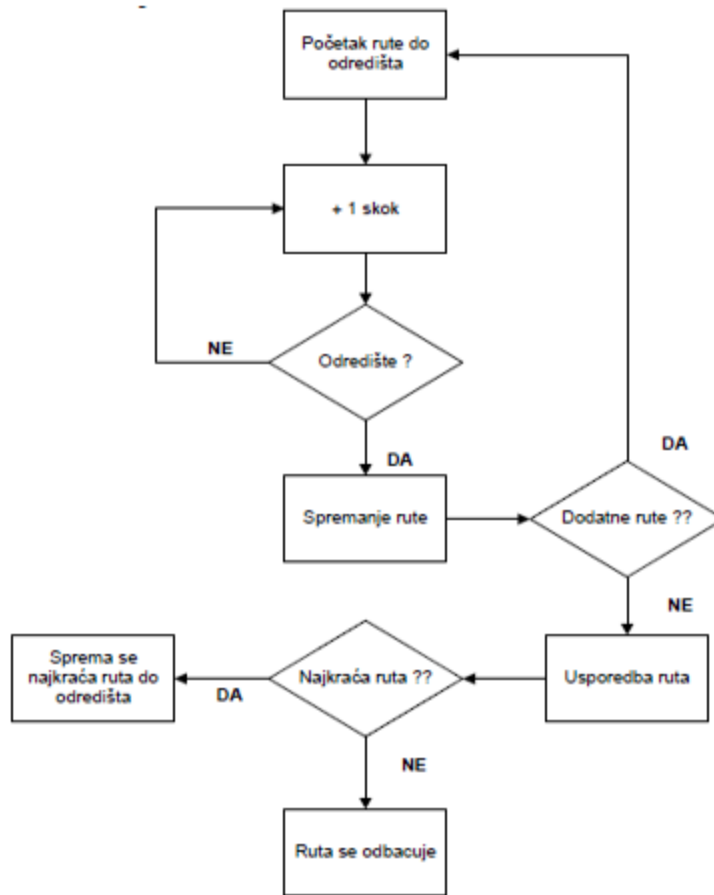 Početak rute do
odredišta
+ 1 skok
NE
Odredište ?
DA
DA
Spremanje rute
Dodatne rute ??
NE
Sprema se
najkraća ruta do
odredišta
DA
Najkraća ruta ??
Usporedba ruta
NE
Ruta se odbacuje